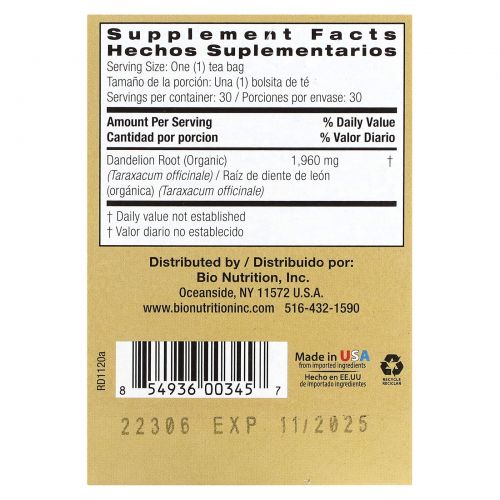 Supplement Facts
Hechos Suplementarios
Serving Size: One (1) tea bag
Tamaño de la porción: Una (1) bolsita de té
Servings per container: 30 / Porciones por envase: 30
Amount Per Serving % Daily Value
Cantidad por porcion % Valor Diario
Dandelion Root (Organic) 1,960 mg †
(Taraxacum officinale) / Raíz de diente de león
(orgánica) (Taraxacum officinale)
† Daily value not established
† Valor diario no establecido
Distributed by / Distribuido por:
Bio Nutrition, Inc.
Oceanside, NY 11572 U.S.A.
www.bionutritioninc.com 516-432-1590
RD1120a
8 54936 00345 7
Made in USA
from imported ingredients
Hecho en EE.UU
de importado ingredientes
RECYCLE
RECICLAR
22306 EXP 11/2025